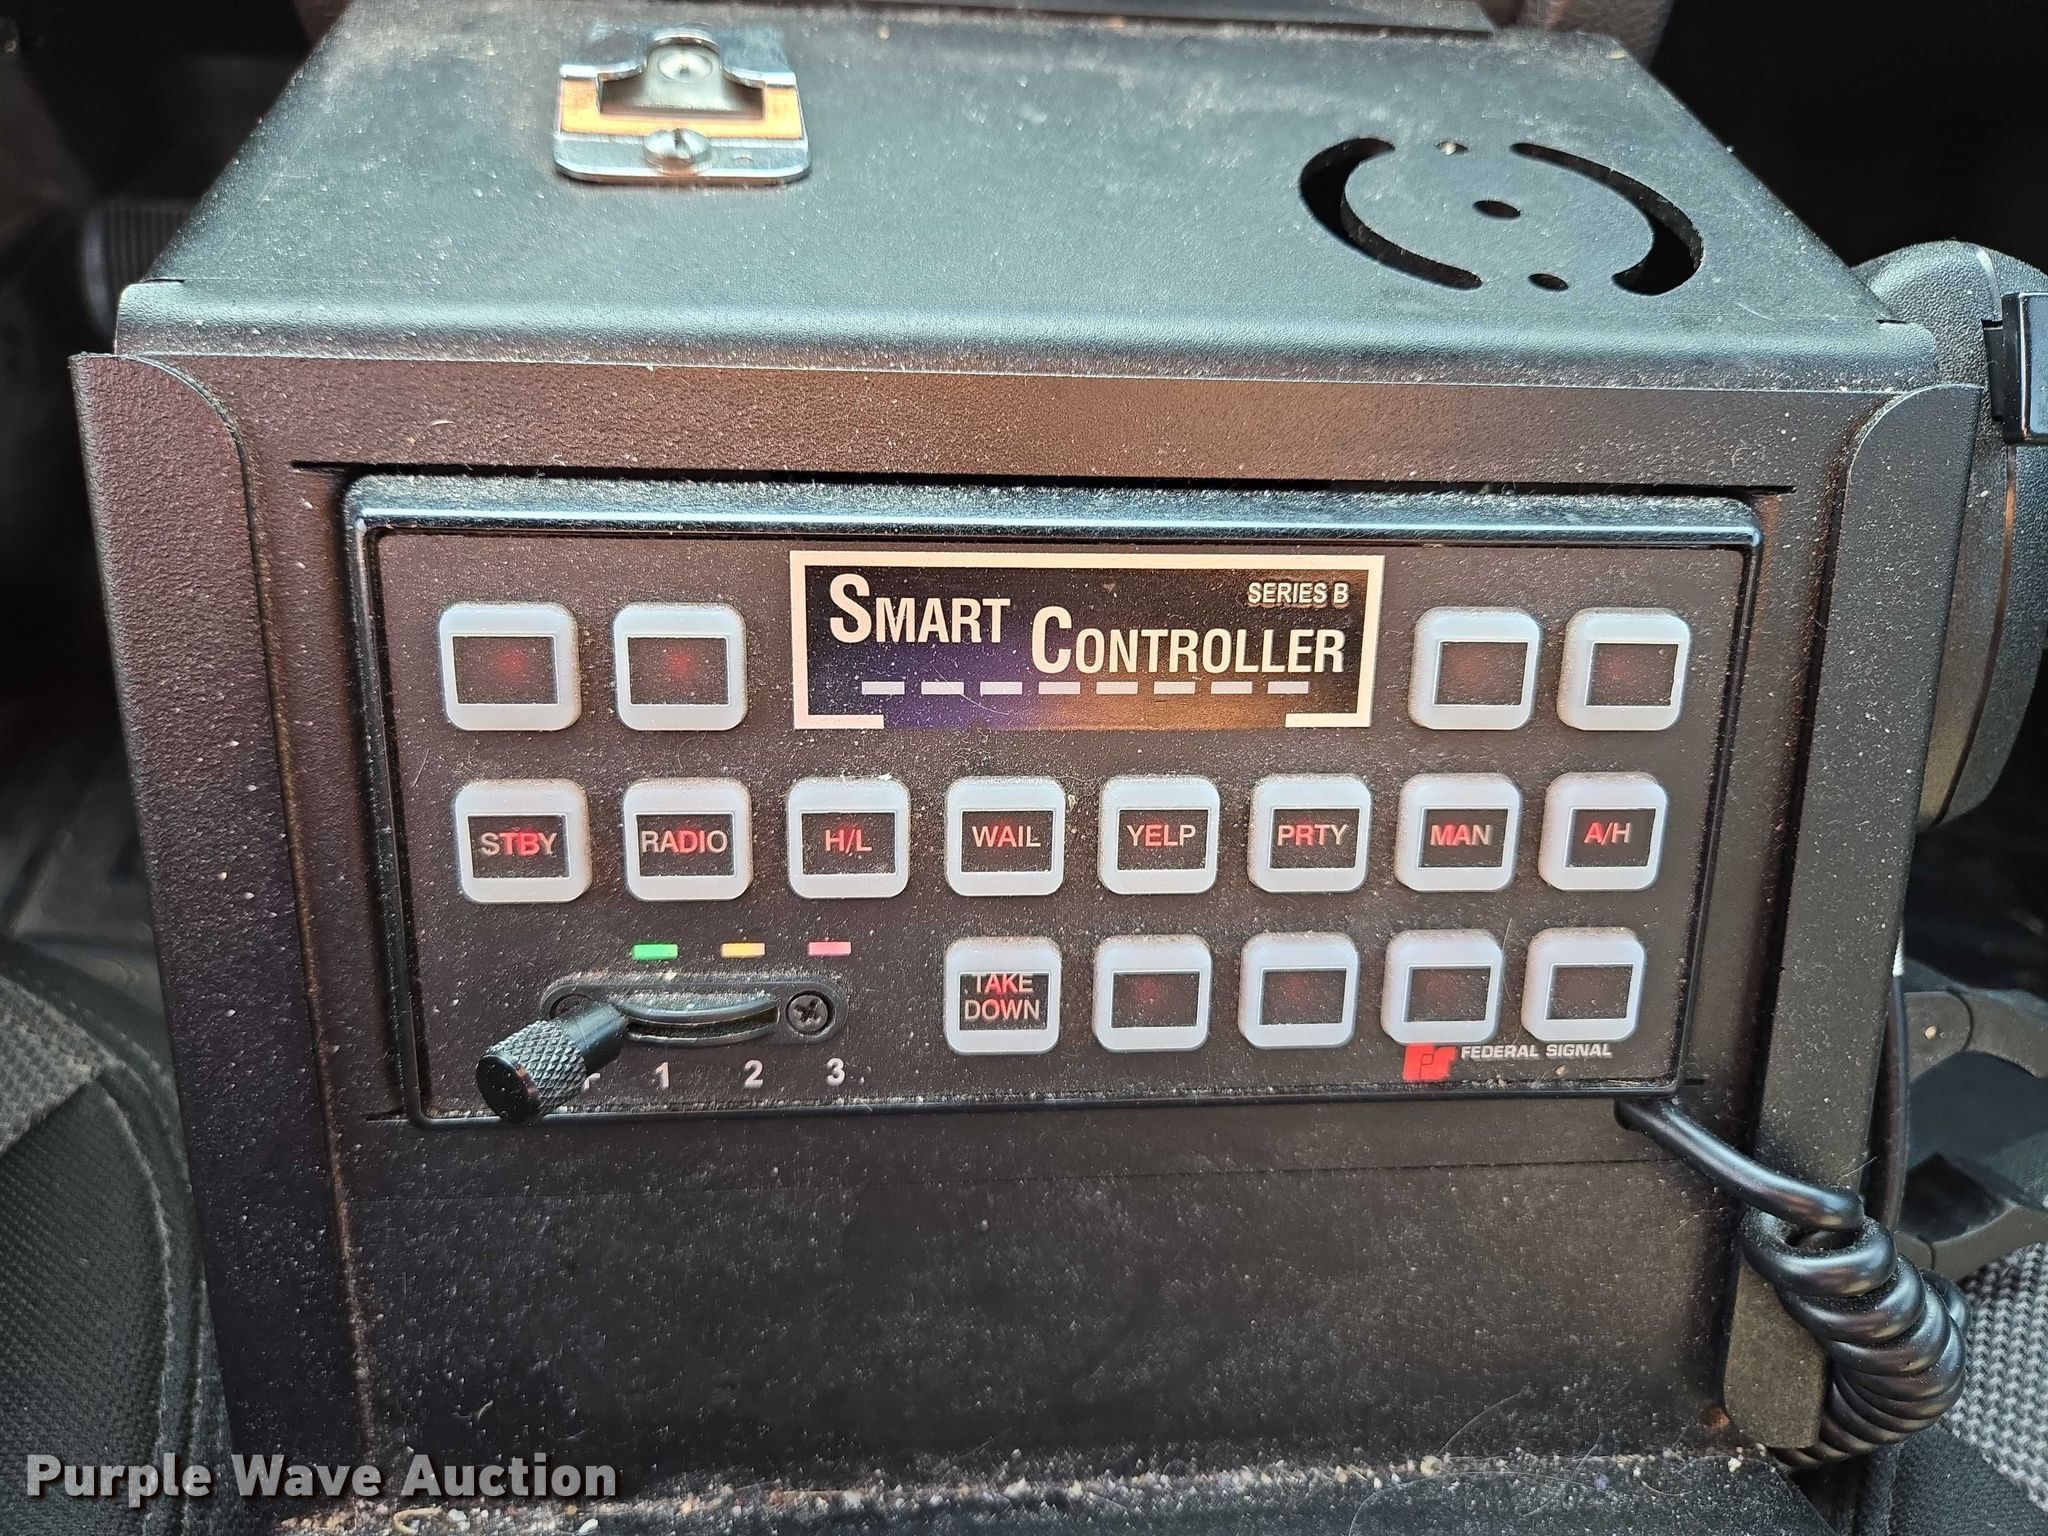 SMART
SERIES B
CONTROLLER
STBY
RADIO
H/L
WAIL
YELP
PRTY
MAN
A/H
TAKE
DOWN
1
2
3
FEDERAL SIGNAL
Purple Wave Auction